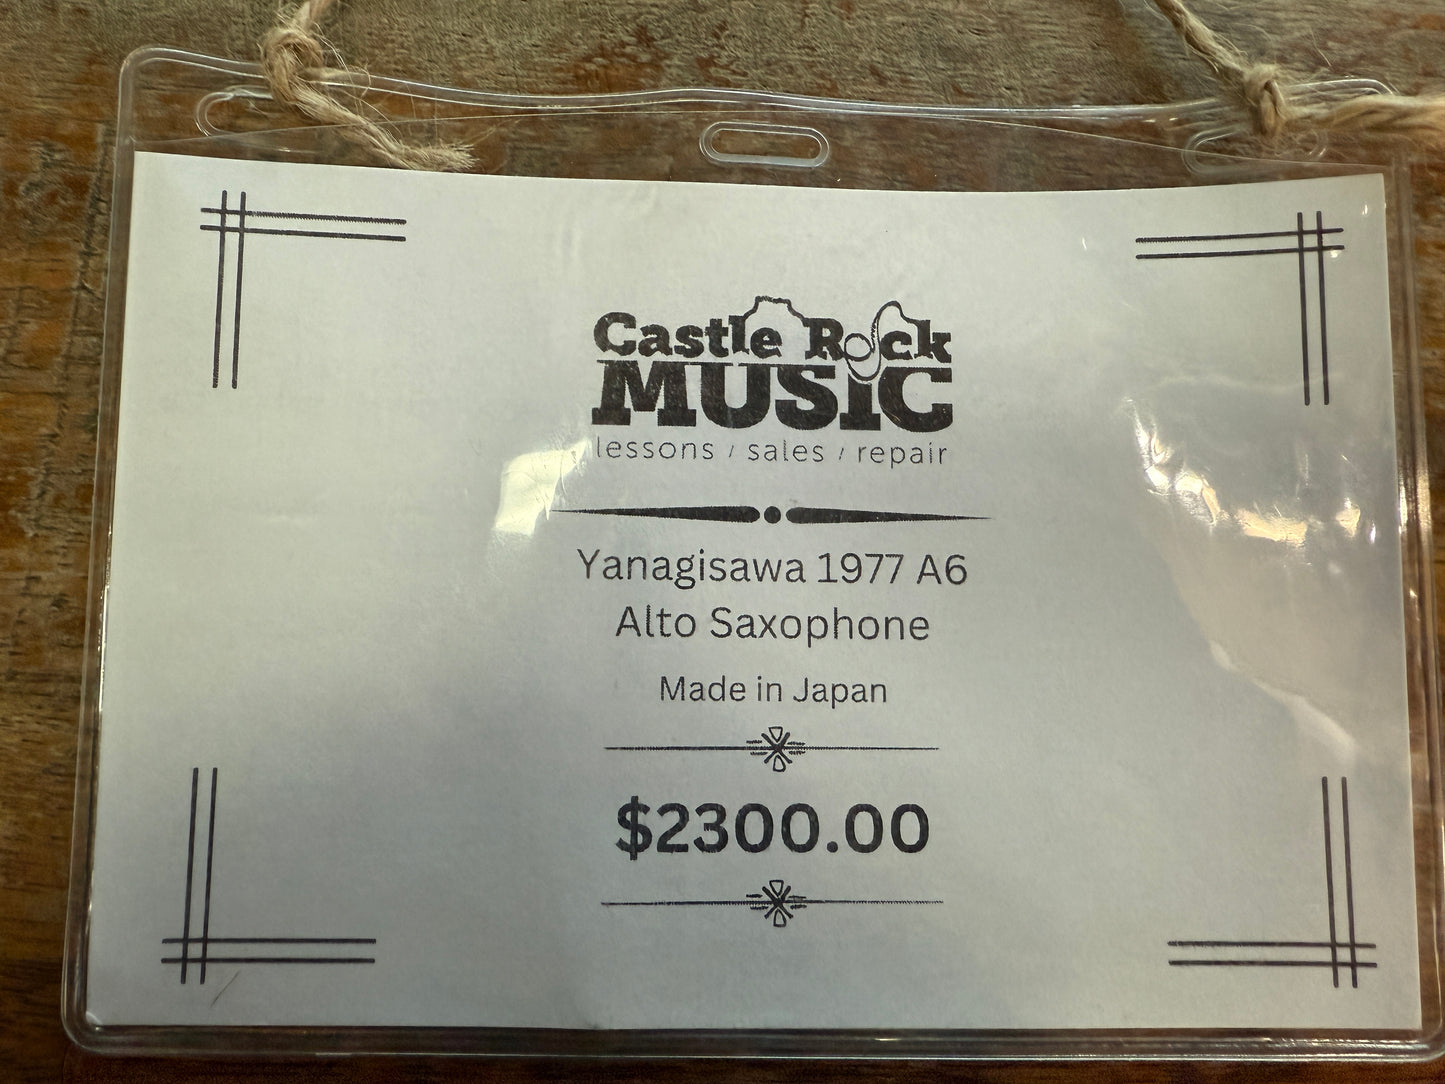 Castle Rock
MUSIC
lessons / sales / repair
Yanagisawa 1977 A6
Alto Saxophone
Made in Japan
$2300.00